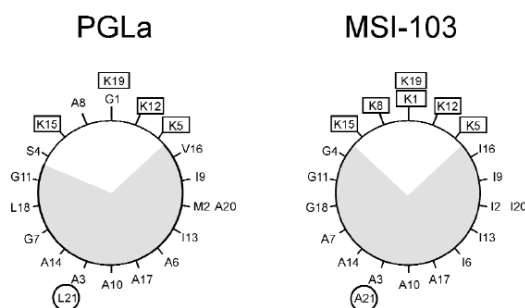 PGLa
K19
G1
A8
K12
K15
K5
S4
V16
G11
I9
L18
M2 A20
G7
I13
A14
A6
A3
A17
A10
L21
MSI-103
K19
K1
K8
K12
K15
K5
G4
I16
G11
I9
G18
I2 I20
A7
I13
A14
I6
A3
A17
A10
A21